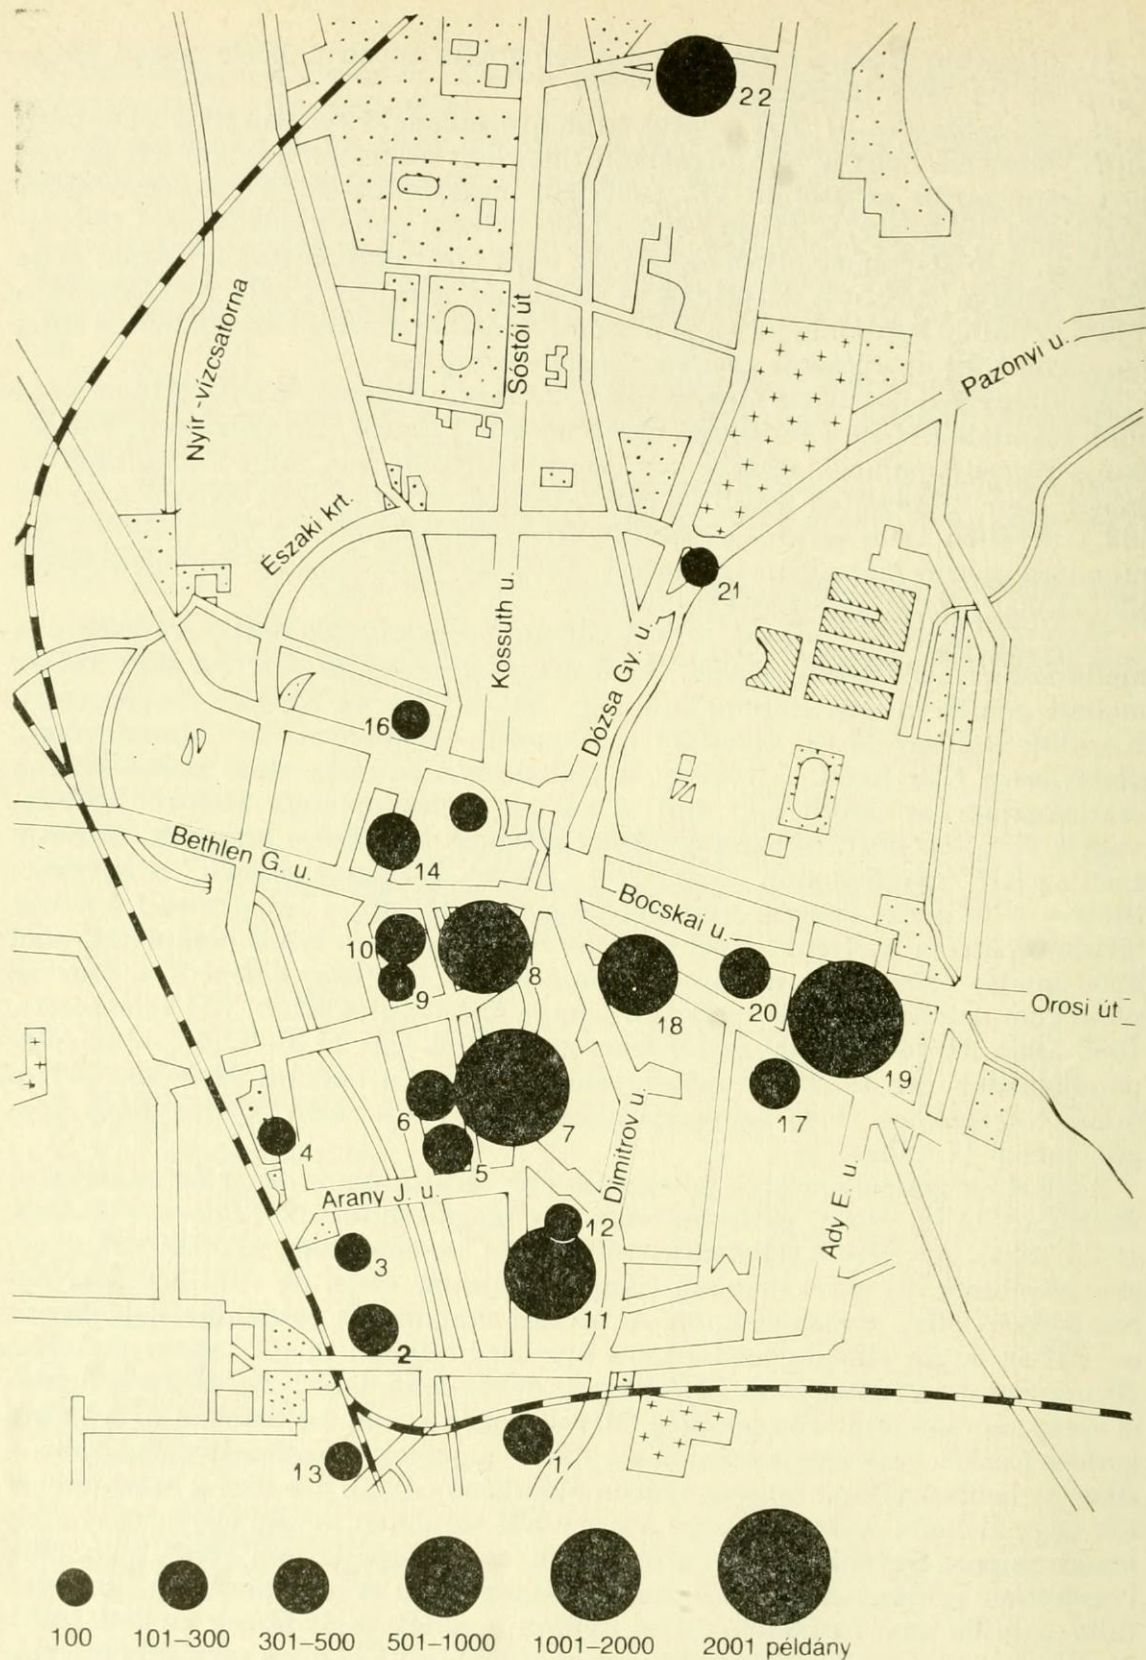 22
Nyír-vízcsatorna
Sóstói út
Pazonyi u.
Északi krt.
Kossuth u.
21
Dózsa Gy. u.
16
Bethlen G. u.
14
Bocskai u.
10
8
9
18
20
Orosi út
19
6
7
17
4
5
Arany J. u.
Dimitrov u.
12
Ady E. u.
3
11
2
13
1
100
101–300
301–500
501–1000
1001–2000
2001 példány